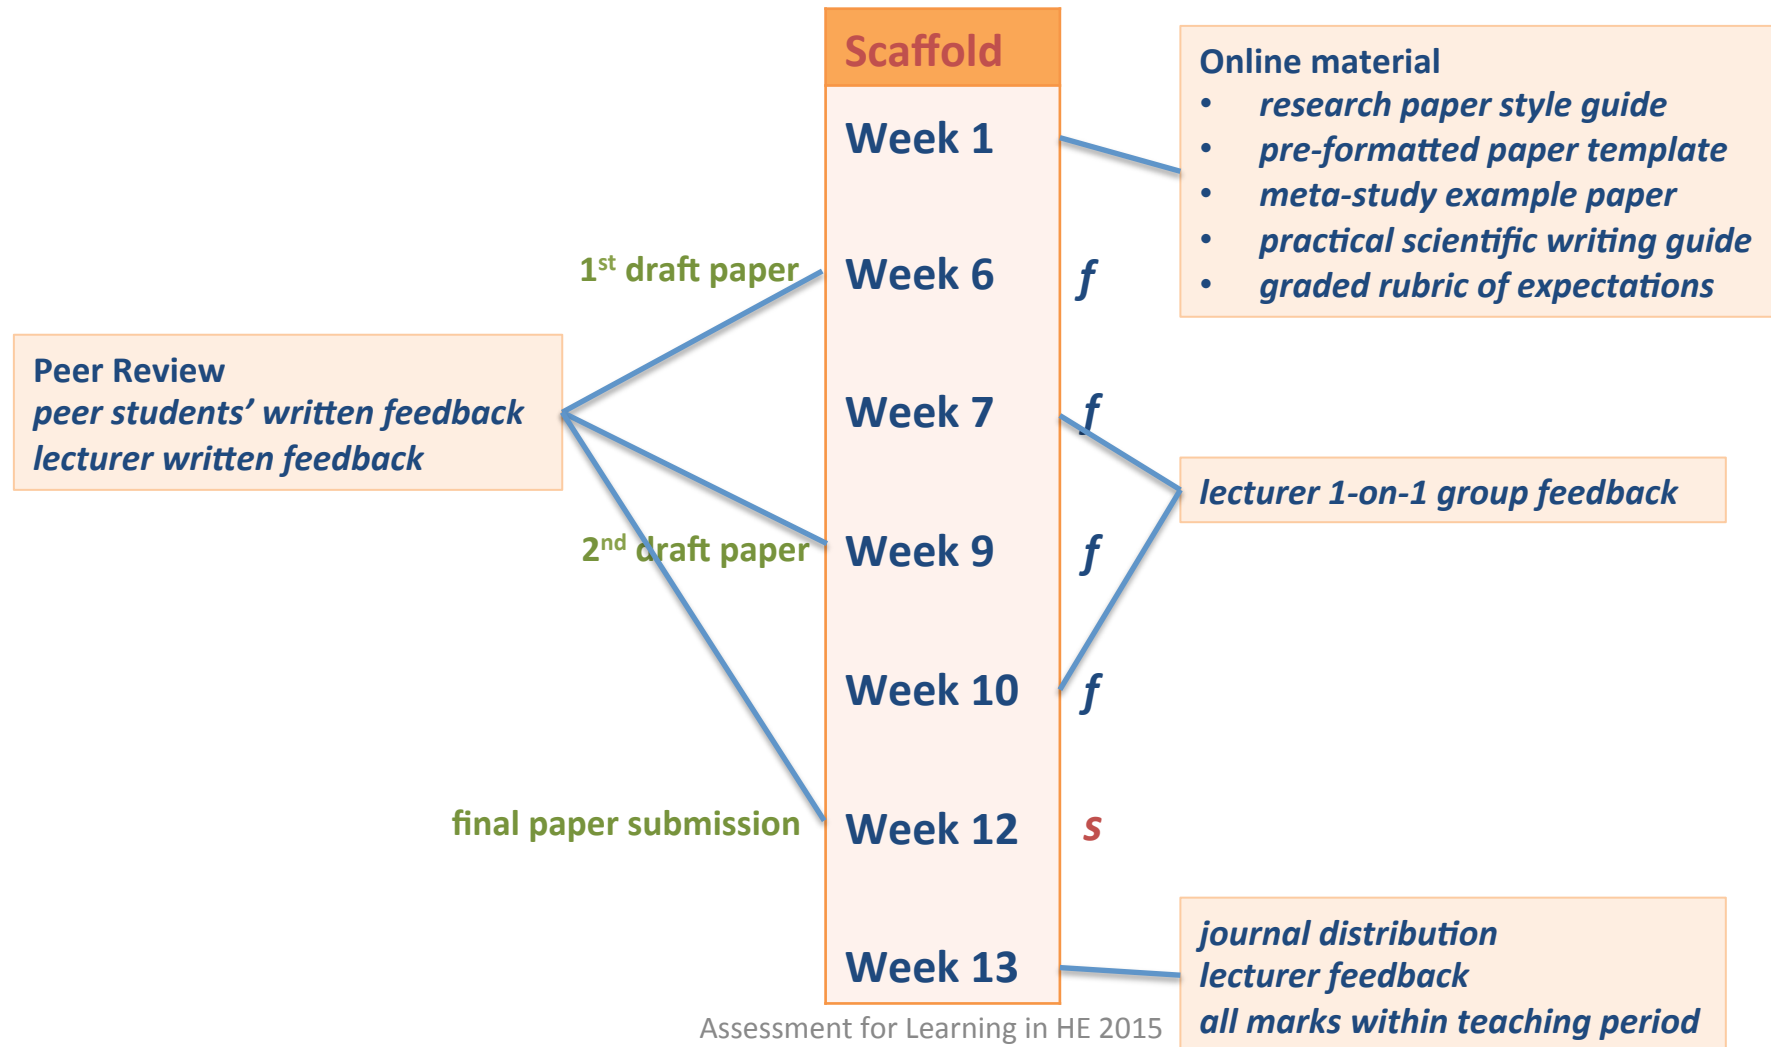 Scaffold
Week 1
Week 6
Week 7
Week 9
Week 10
Week 12
Week 13
1st draft paper
2nd draft paper
final paper submission
Peer Review
peer students’ written feedback
lecturer written feedback
f
f
f
f
s
Online material
• research paper style guide
• pre-formatted paper template
• meta-study example paper
• practical scientific writing guide
• graded rubric of expectations
lecturer 1-on-1 group feedback
journal distribution
lecturer feedback
all marks within teaching period
Assessment for Learning in HE 2015